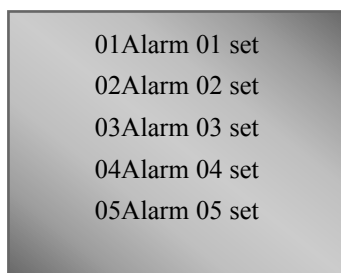 01Alarm 01 set
02Alarm 02 set
03Alarm 03 set
04Alarm 04 set
05Alarm 05 set